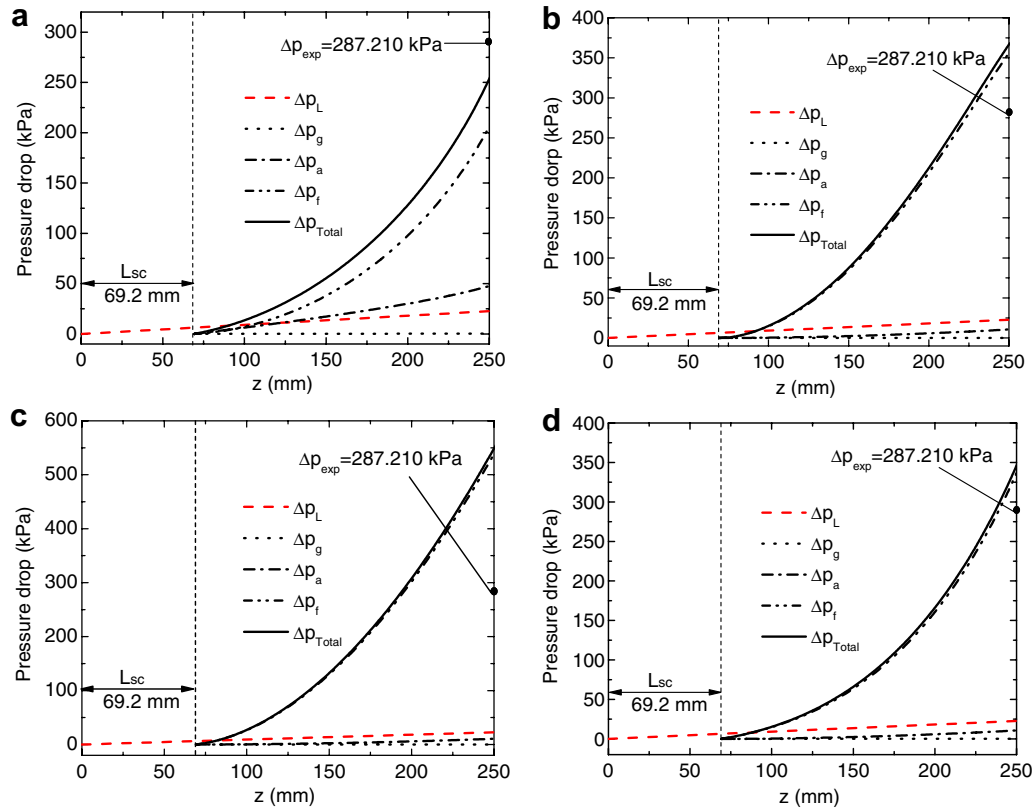 a
Pressure drop (kPa)
300
250
200
150
100
50
0
Δp_exp=287.210 kPa
Δp_L
Δp_g
Δp_a
Δp_f
Δp_Total
Lsc
69.2 mm
0 50 100 150 200 250
z (mm)
b
Pressure dorp (kPa)
400
350
300
250
200
150
100
50
0
Δp_exp=287.210 kPa
Δp_L
Δp_g
Δp_a
Δp_f
Δp_Total
Lsc
69.2 mm
0 50 100 150 200 250
z (mm)
c
Pressure drop (kPa)
600
500
400
300
200
100
0
Δp_exp=287.210 kPa
Δp_L
Δp_g
Δp_a
Δp_f
Δp_Total
Lsc
69.2 mm
0 50 100 150 200 250
z (mm)
d
Pressure drop (kPa)
400
350
300
250
200
150
100
50
0
Δp_exp=287.210 kPa
Δp_L
Δp_g
Δp_a
Δp_f
Δp_Total
Lsc
69.2 mm
0 50 100 150 200 250
z (mm)